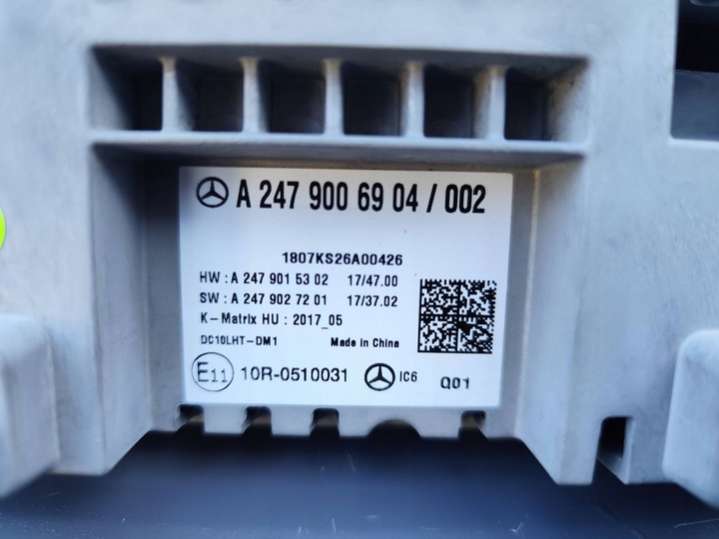 A 247 900 69 04 / 002
1807KS26A00426
HW : A 247 901 53 02 17/47.00
SW : A 247 902 72 01 17/37.02
K-Matrix HU : 2017_05
DC10LHT-DM1 Made in China
E11 10R-0510031 IC6 Q01